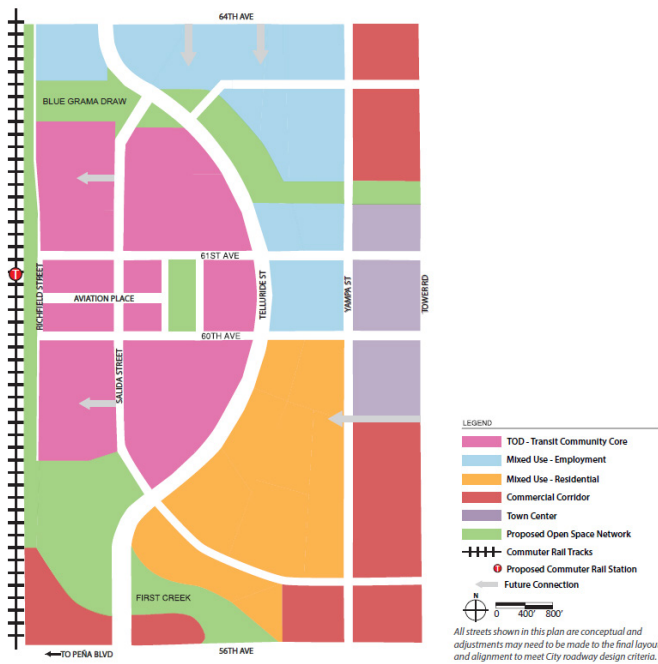 64TH AVE
BLUE GRAMA DRAW
61ST AVE
T
RICHFIELD STREET
AVIATION PLACE
TELLURIDE ST
YAMPA ST
TOWER RD
60TH AVE
SALIDA STREET
FIRST CREEK
TO PEÑA BLVD
56TH AVE
LEGEND
TOD - Transit Community Core
Mixed Use - Employment
Mixed Use - Residential
Commercial Corridor
Town Center
Proposed Open Space Network
Commuter Rail Tracks
T Proposed Commuter Rail Station
Future Connection
N
0 400' 800'
All streets shown in this plan are conceptual and
adjustments may need to be made to the final layou
and alignment to meet City roadway design criteria.